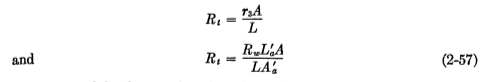 R_t = r_3A / L
and R_t = R_wL'_aA / LA'_a (2-57)